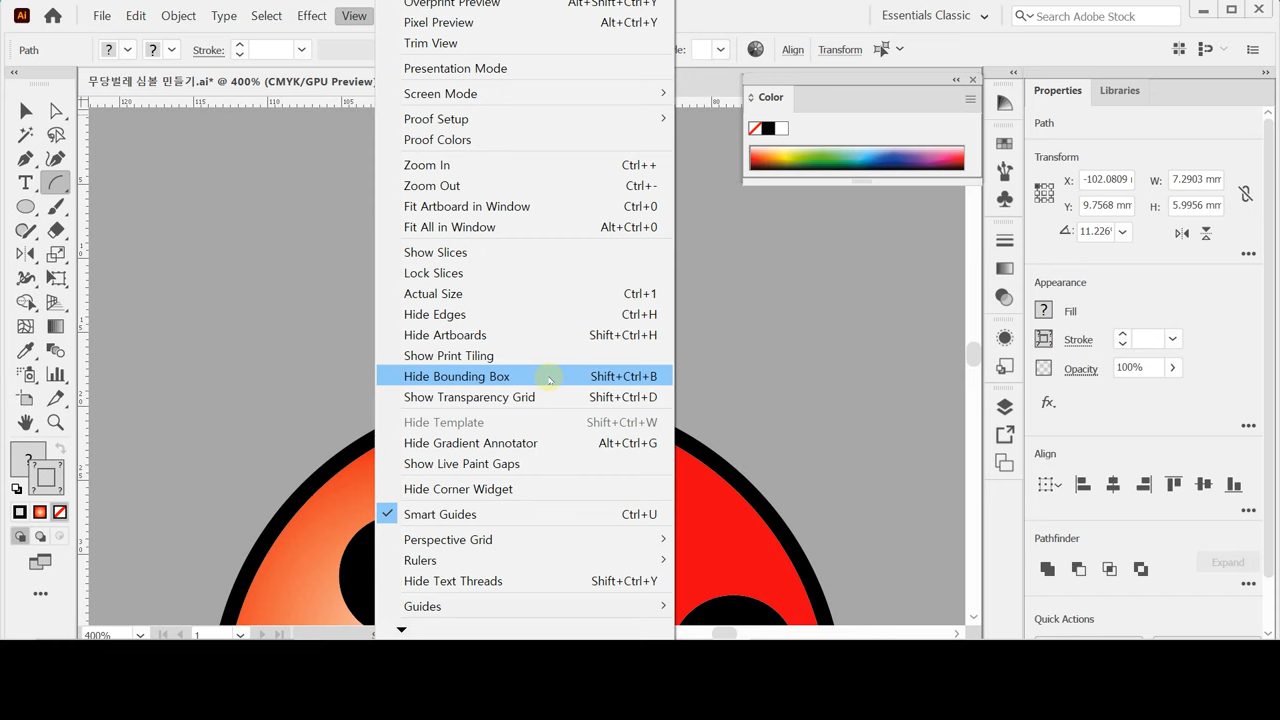 Ai File Edit Object Type Select Effect View Essentials Classic Search Adobe Stock
Overprint Preview Alt+Shift+Ctrl+Y
Pixel Preview Alt+Ctrl+Y
Trim View
Presentation Mode
Screen Mode
Proof Setup
Proof Colors
Zoom In Ctrl++
Zoom Out Ctrl+-
Fit Artboard in Window Ctrl+0
Fit All in Window Alt+Ctrl+0
Show Slices
Lock Slices
Actual Size Ctrl+1
Hide Edges Ctrl+H
Hide Artboards Shift+Ctrl+H
Show Print Tiling
Hide Bounding Box Shift+Ctrl+B
Show Transparency Grid Shift+Ctrl+D
Hide Template Shift+Ctrl+W
Hide Gradient Annotator Alt+Ctrl+G
Show Live Paint Gaps
Hide Corner Widget
Smart Guides Ctrl+U
Perspective Grid
Rulers
Hide Text Threads Shift+Ctrl+Y
Guides
Path ? ? Stroke: Align Transform
무당벌레 심볼 민들기.ai* @ 400% (CMYK/GPU Preview)
120 115 110 105 80
Color
Properties Libraries
Path
Transform
X: -102.0809 W: 7.2903 mm
Y: 9.7568 mm H: 5.9956 mm
11.226°
Appearance
? Fill
Stroke
Opacity 100%
fx
Align
Pathfinder
Expand
Quick Actions
400% 1